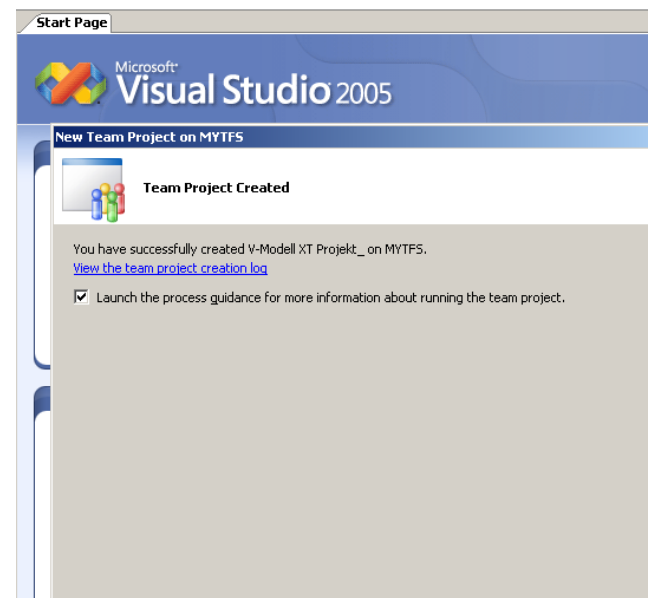 Start Page
Microsoft
Visual Studio 2005
New Team Project on MYTFS
Team Project Created
You have successfully created V-Modell XT Projekt_ on MYTFS.
View the team project creation log
Launch the process guidance for more information about running the team project.